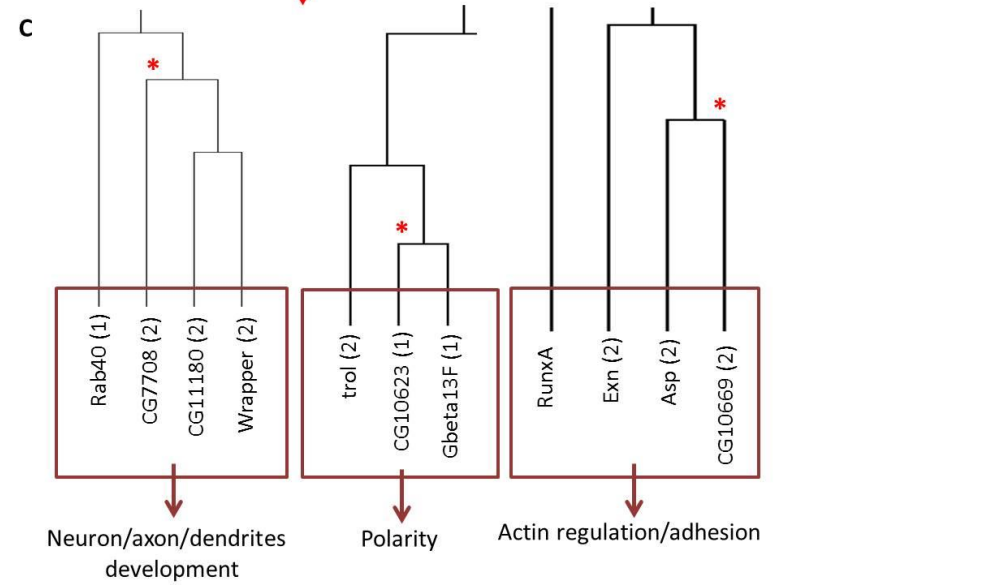 C
*
*
*
Rab40 (1)
CG7708 (2)
CG11180 (2)
Wrapper (2)
trol (2)
CG10623 (1)
Gbeta13F (1)
RunxA
Exn (2)
Asp (2)
CG10669 (2)
Neuron/axon/dendrites
development
Polarity
Actin regulation/adhesion